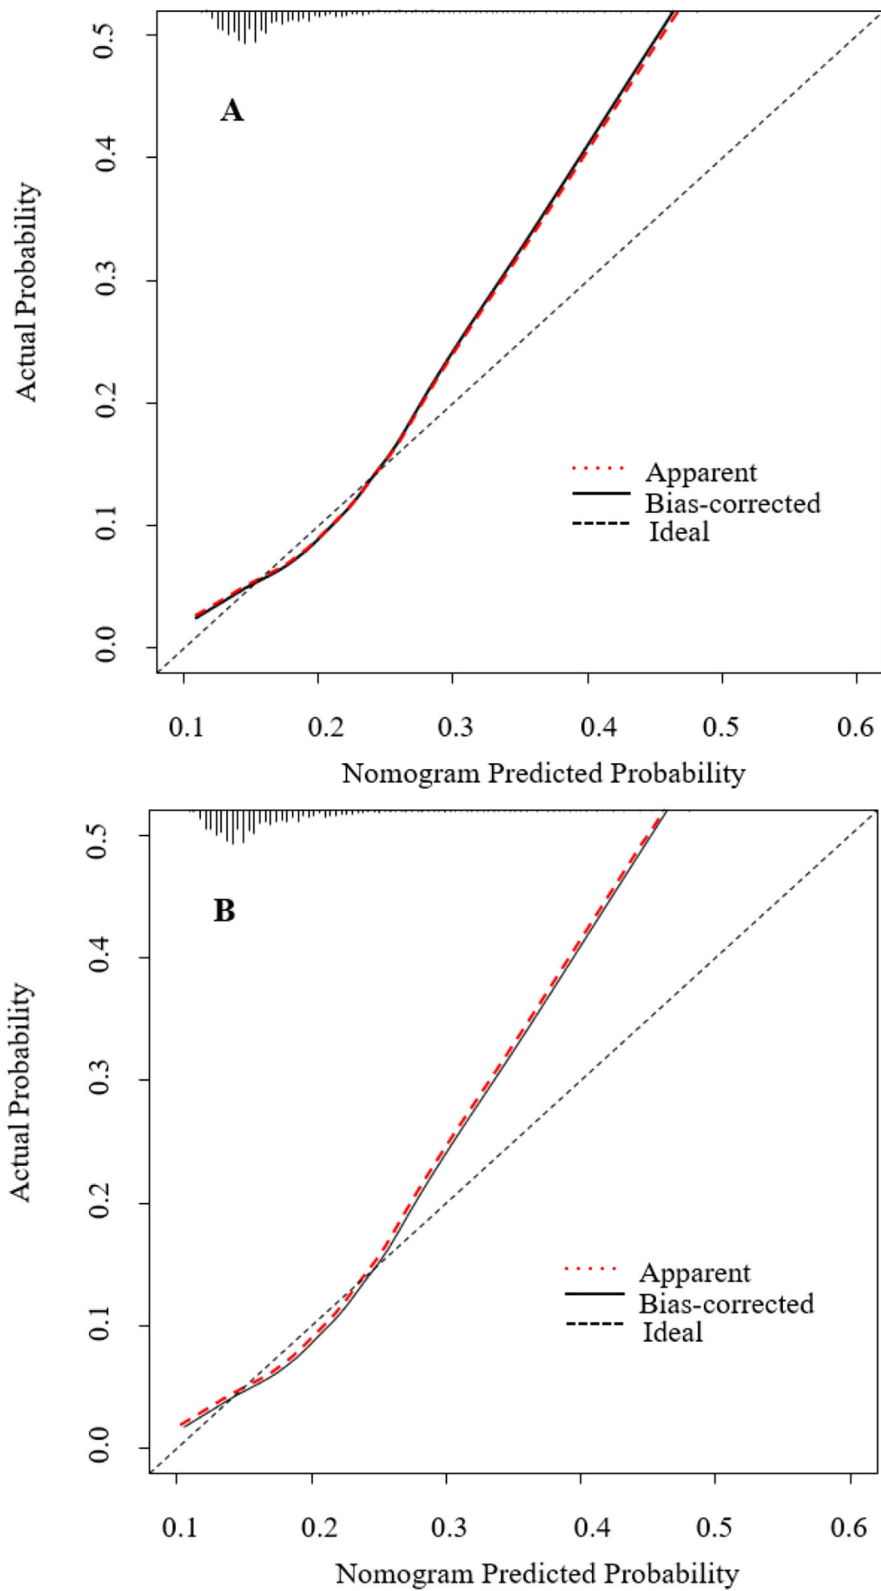 A
0.5
0.4
0.3
0.2
0.1
0.0
Actual Probability
Apparent
Bias-corrected
Ideal
0.1 0.2 0.3 0.4 0.5 0.6
Nomogram Predicted Probability
B
0.5
0.4
0.3
0.2
0.1
0.0
Actual Probability
Apparent
Bias-corrected
Ideal
0.1 0.2 0.3 0.4 0.5 0.6
Nomogram Predicted Probability